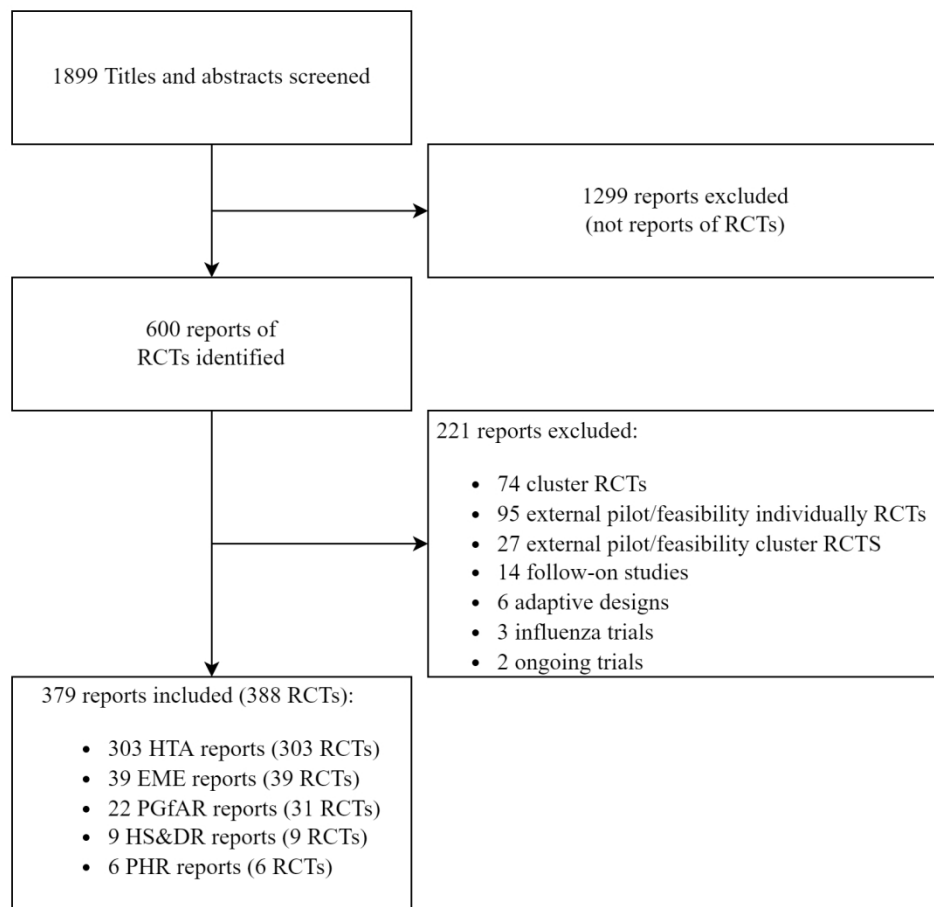 1899 Titles and abstracts screened
1299 reports excluded
(not reports of RCTs)
600 reports of
RCTs identified
221 reports excluded:
• 74 cluster RCTs
• 95 external pilot/feasibility individually RCTs
• 27 external pilot/feasibility cluster RCTS
• 14 follow-on studies
• 6 adaptive designs
• 3 influenza trials
• 2 ongoing trials
379 reports included (388 RCTs):
• 303 HTA reports (303 RCTs)
• 39 EME reports (39 RCTs)
• 22 PGfAR reports (31 RCTs)
• 9 HS&DR reports (9 RCTs)
• 6 PHR reports (6 RCTs)